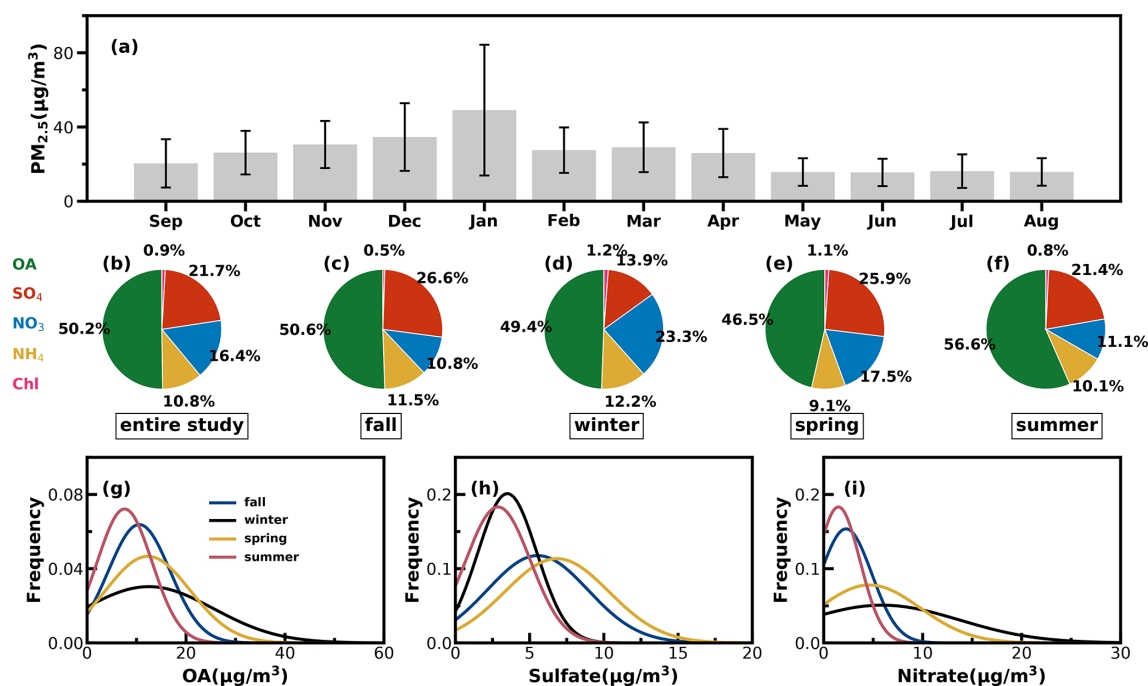 (a)
PM2.5(μg/m³)
80
40
0
Sep Oct Nov Dec Jan Feb Mar Apr May Jun Jul Aug
OA
SO4
NO3
NH4
Chl
(b)
0.9%
21.7%
50.2%
16.4%
10.8%
entire study
(c)
0.5%
26.6%
50.6%
10.8%
11.5%
fall
(d)
1.2%
13.9%
49.4%
23.3%
12.2%
winter
(e)
1.1%
25.9%
46.5%
17.5%
9.1%
spring
(f)
0.8%
21.4%
56.6%
11.1%
10.1%
summer
(g)
Frequency
0.08
0.04
0.00
0 20 40 60
OA(μg/m³)
fall
winter
spring
summer
(h)
Frequency
0.2
0.1
0.0
0 5 10 15 20
Sulfate(μg/m³)
(i)
Frequency
0.2
0.1
0.0
0 10 20 30
Nitrate(μg/m³)